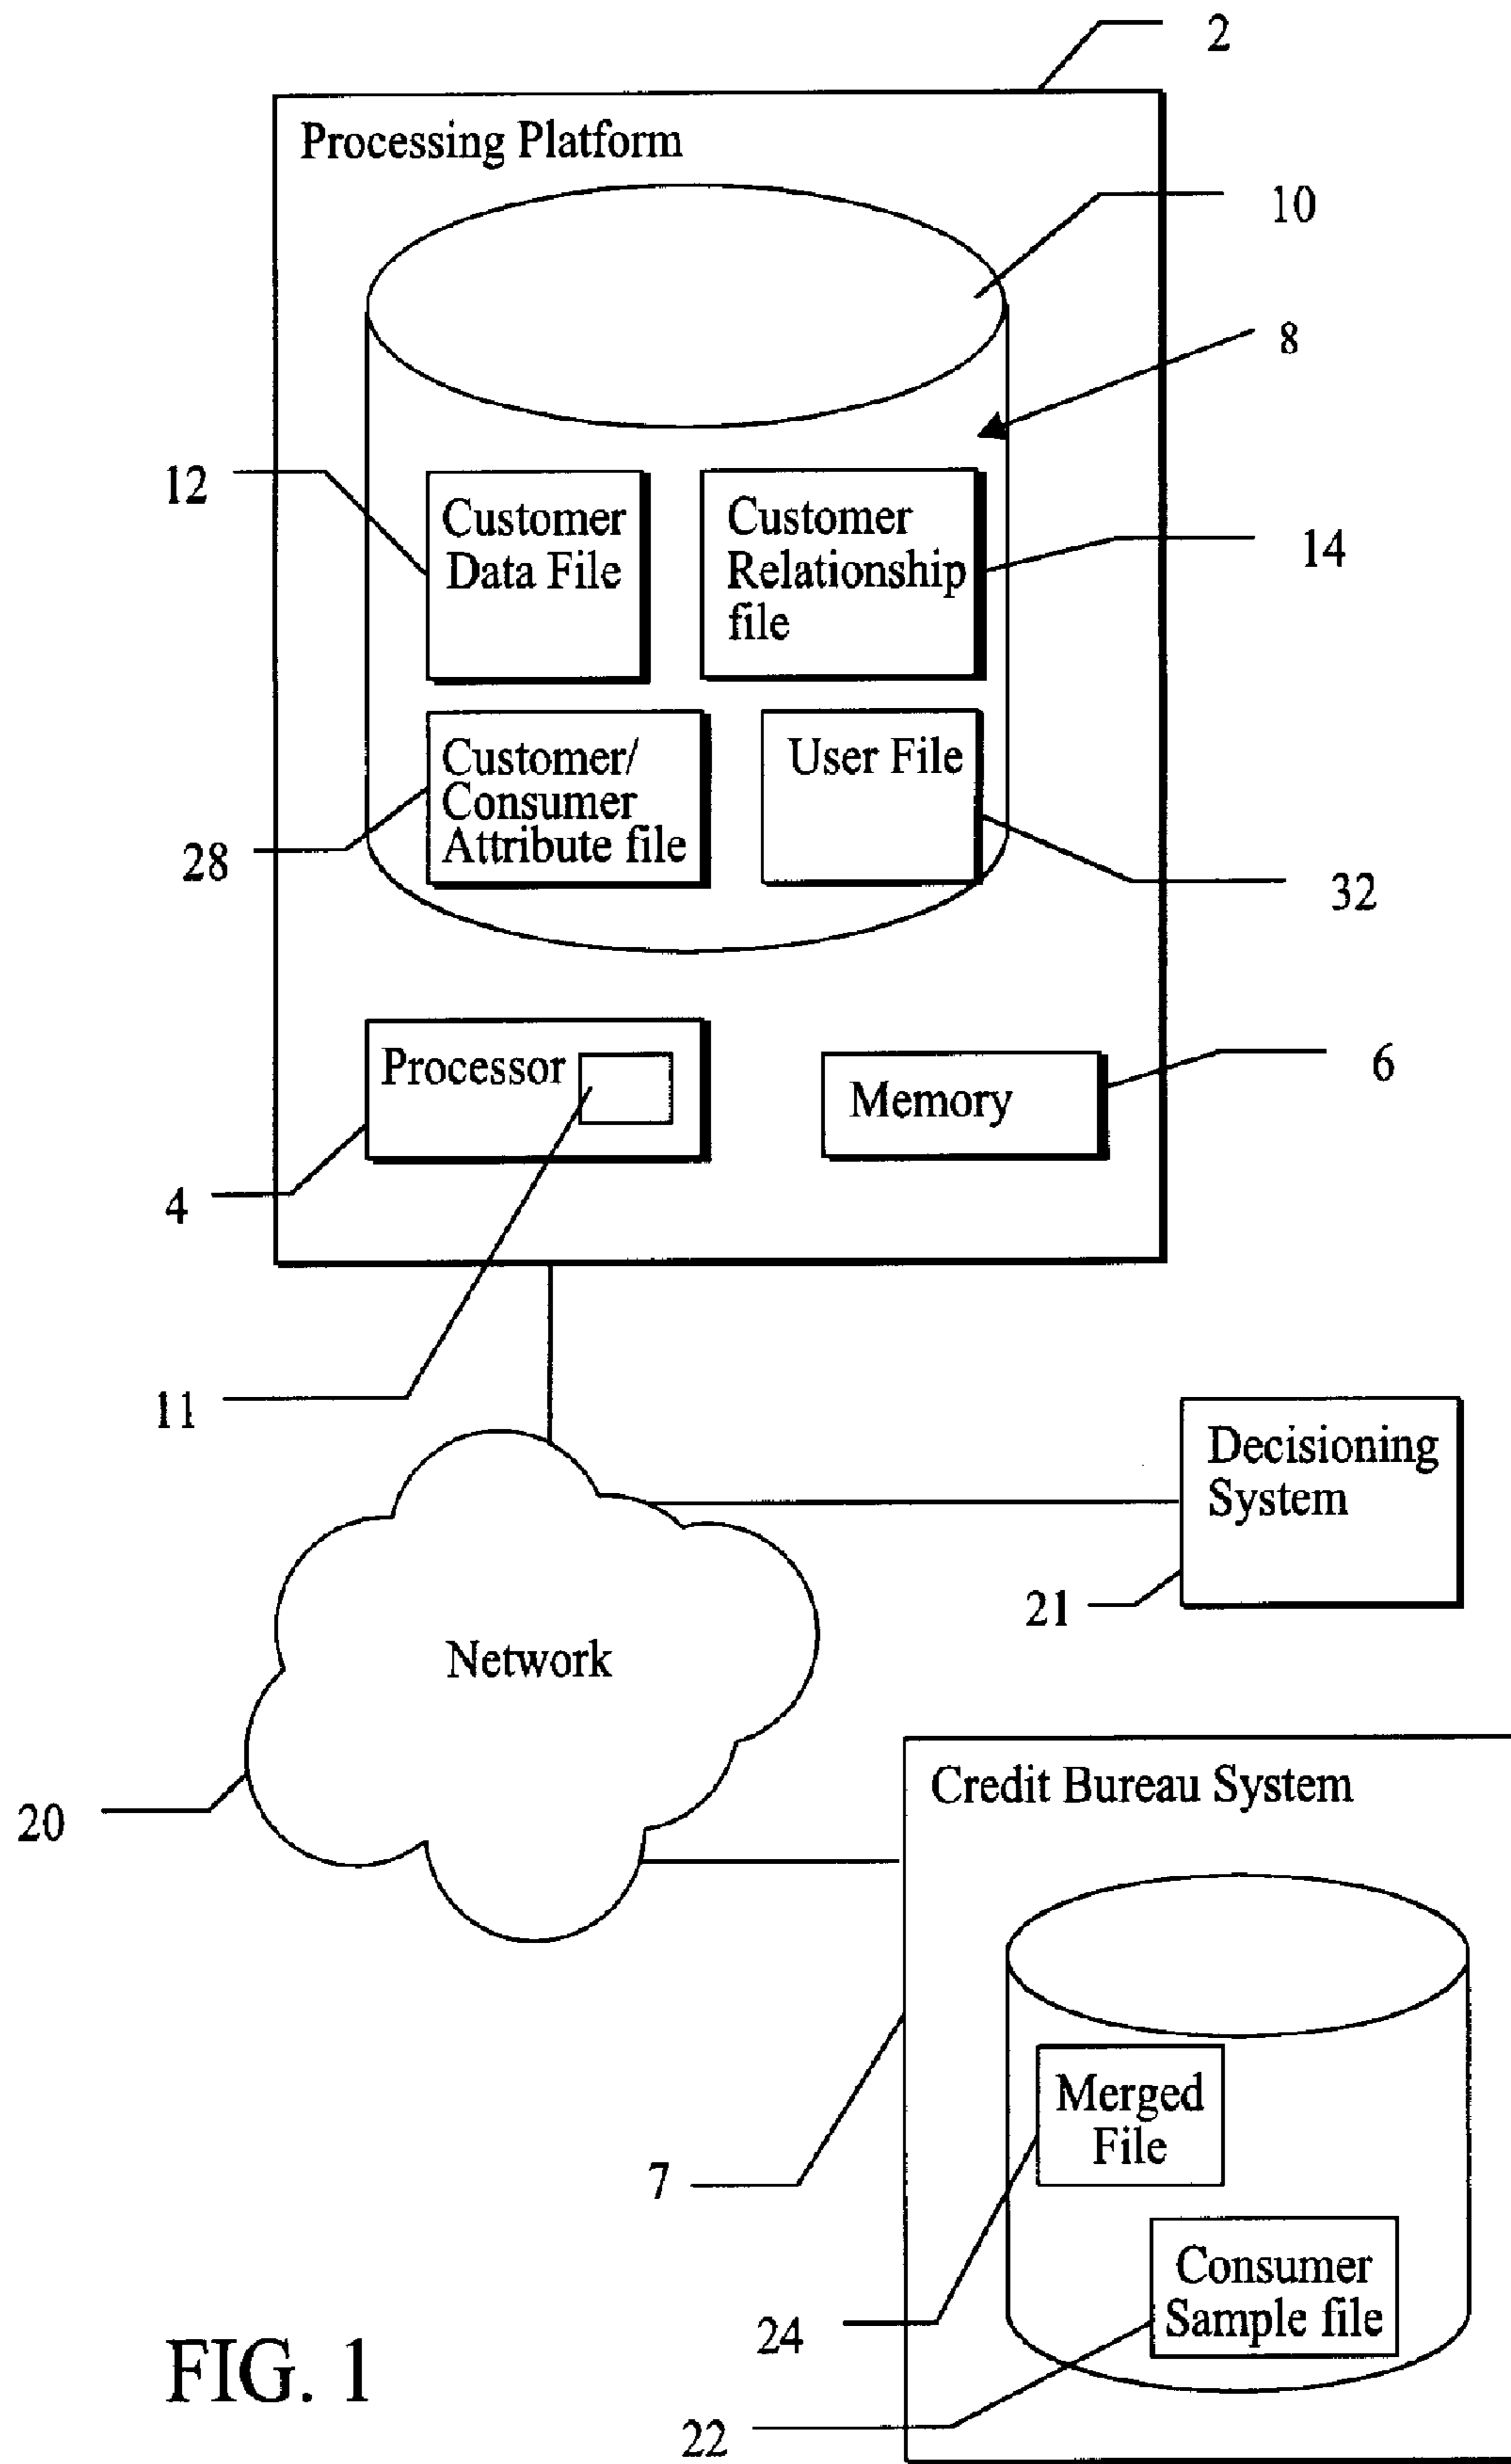 2
Processing Platform
10
8
12
Customer
Data File
Customer
Relationship
file
14
Customer/
Consumer
Attribute file
User File
28
32
Processor
Memory
6
4
11
Decisioning
System
21
Network
20
Credit Bureau System
Merged
File
7
Consumer
Sample file
24
22
FIG. 1